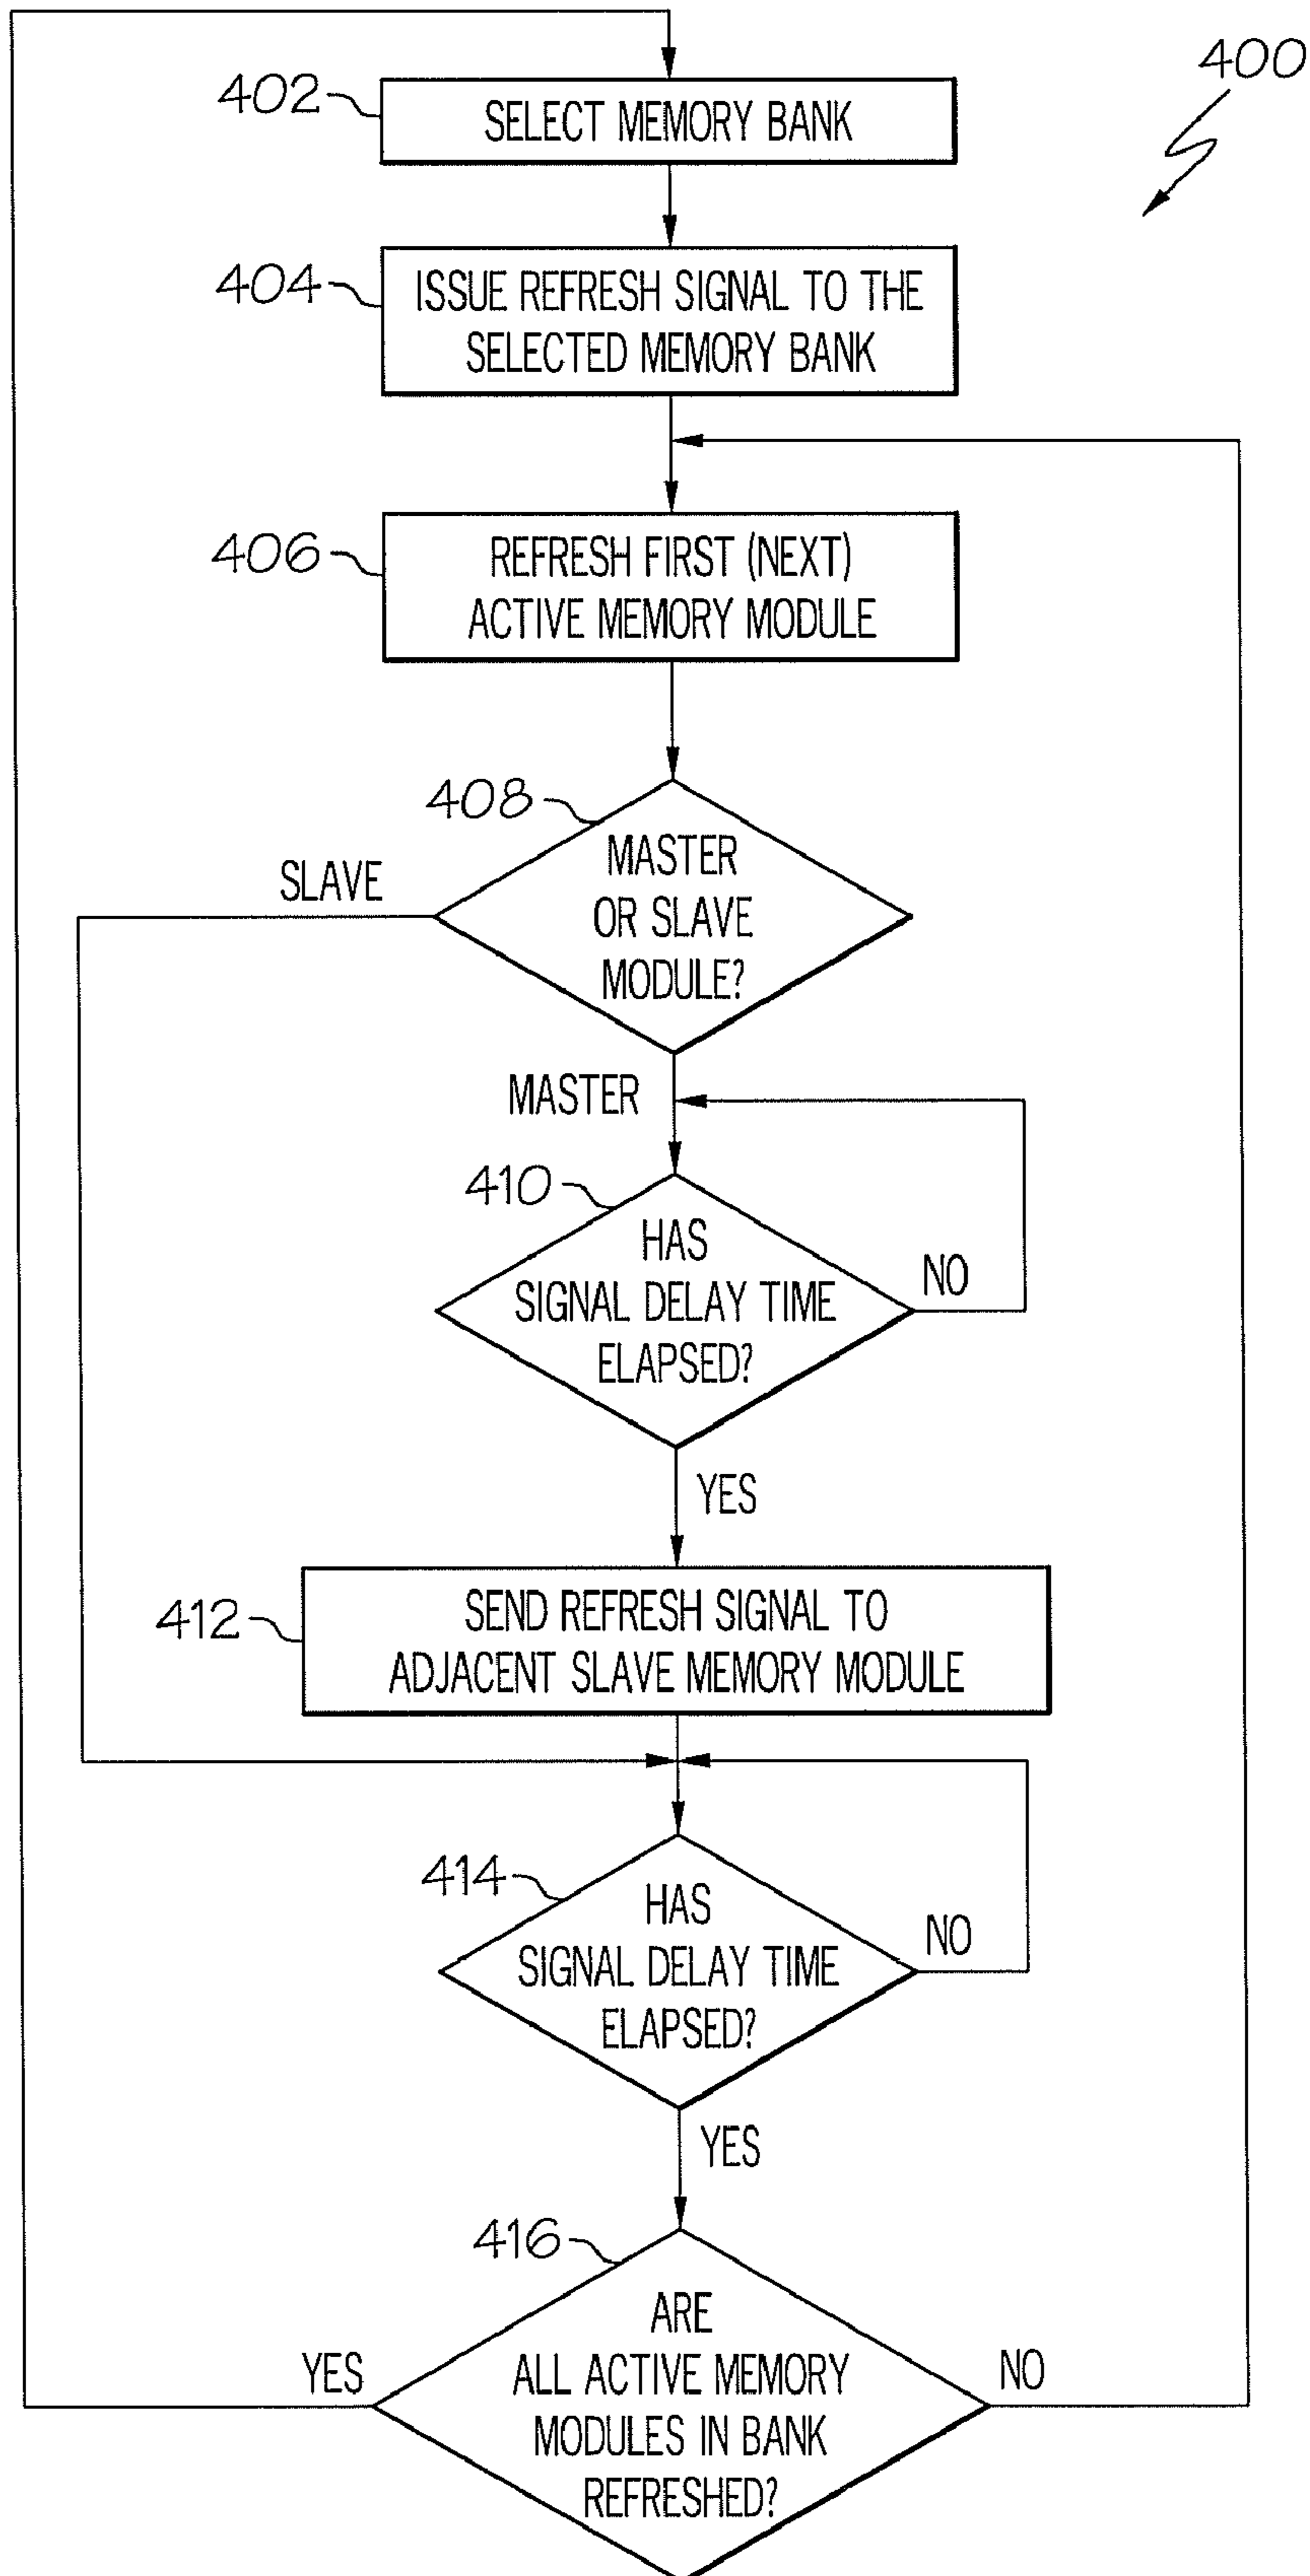 400
402
SELECT MEMORY BANK
404
ISSUE REFRESH SIGNAL TO THE
SELECTED MEMORY BANK
406
REFRESH FIRST (NEXT)
ACTIVE MEMORY MODULE
408
MASTER
OR SLAVE
MODULE?
SLAVE
MASTER
410
HAS
SIGNAL DELAY TIME
ELAPSED?
NO
YES
412
SEND REFRESH SIGNAL TO
ADJACENT SLAVE MEMORY MODULE
414
HAS
SIGNAL DELAY TIME
ELAPSED?
NO
YES
416
ARE
ALL ACTIVE MEMORY
MODULES IN BANK
REFRESHED?
YES
NO